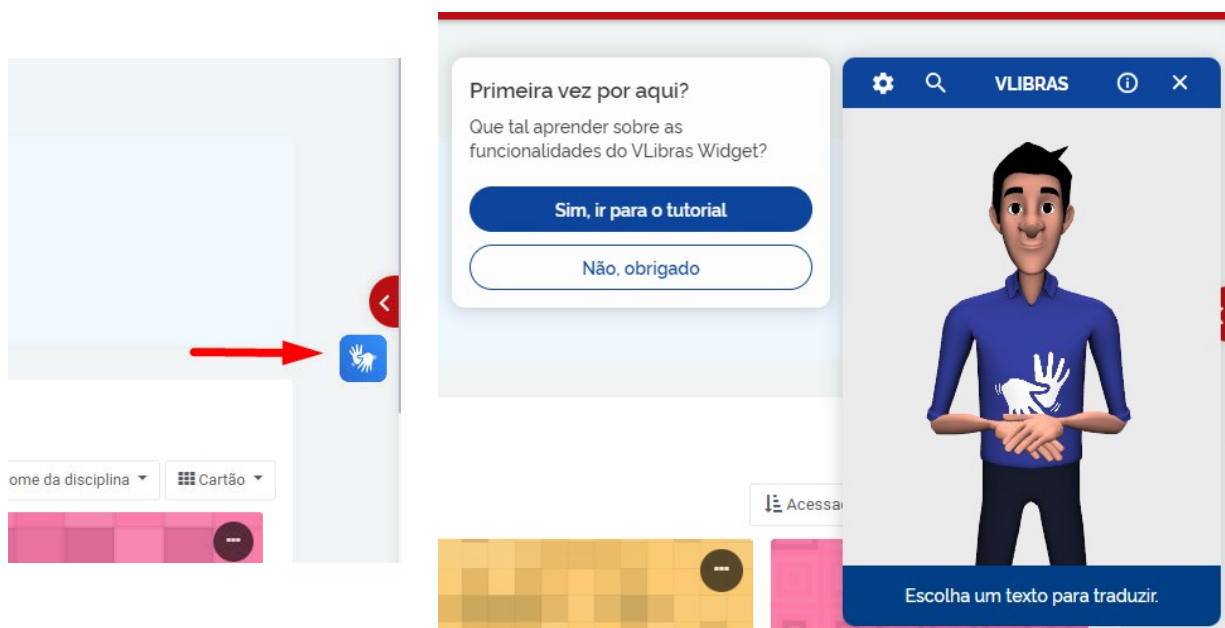 ome da disciplina
Cartão
Primeira vez por aqui?
Que tal aprender sobre as
funcionalidades do VLibras Widget?
Sim, ir para o tutorial
Não, obrigado
VLIBRAS
Acessa
Escolha um texto para traduzir.